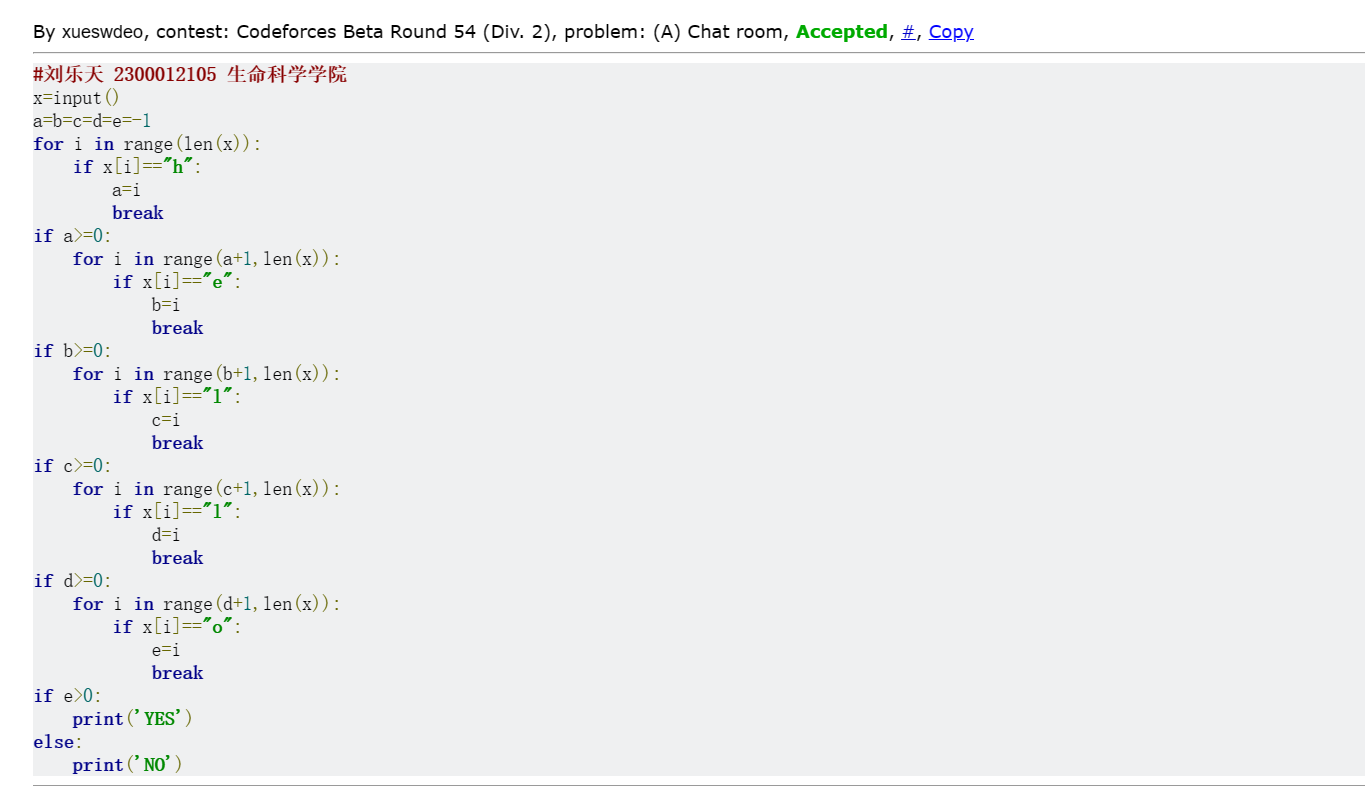 By xueswdeo, contest: Codeforces Beta Round 54 (Div. 2), problem: (A) Chat room, Accepted, #, Copy
#刘乐天 2300012105 生命科学学院
x=input()
a=b=c=d=e=-1
for i in range(len(x)):
    if x[i]=="h":
        a=i
        break
if a>=0:
    for i in range(a+1,len(x)):
        if x[i]=="e":
            b=i
            break
if b>=0:
    for i in range(b+1,len(x)):
        if x[i]=="l":
            c=i
            break
if c>=0:
    for i in range(c+1,len(x)):
        if x[i]=="l":
            d=i
            break
if d>=0:
    for i in range(d+1,len(x)):
        if x[i]=="o":
            e=i
            break
if e>0:
    print('YES')
else:
    print('NO')